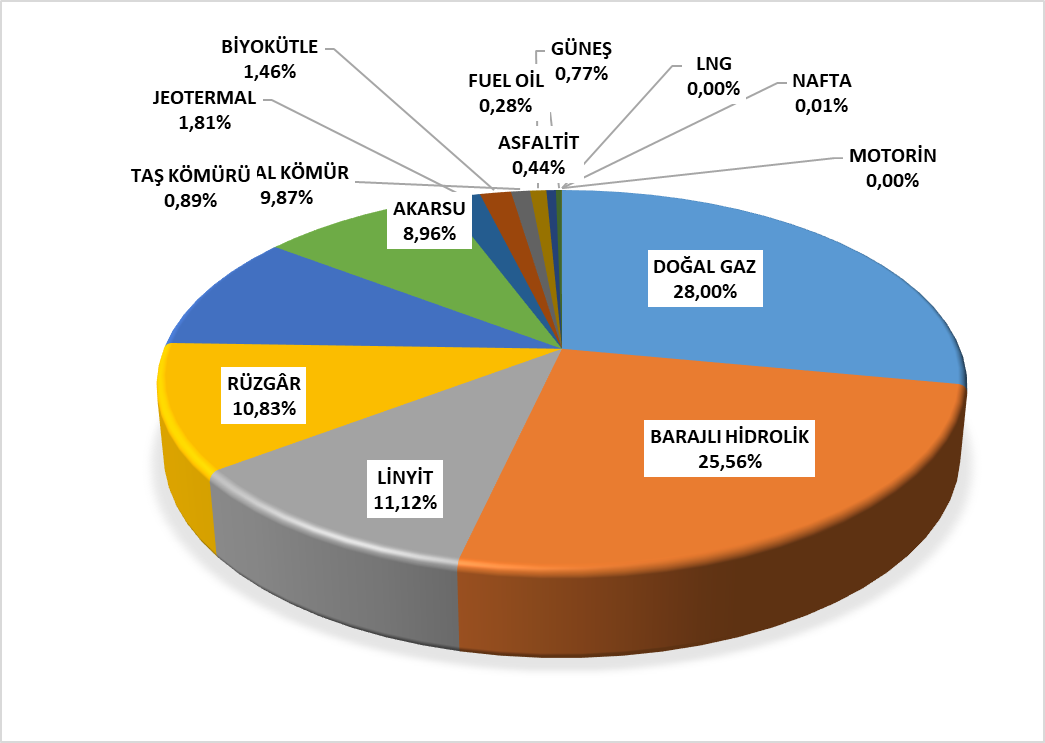 BİYOKÜTLE
1,46%
GÜNEŞ
0,77%
LNG
0,00%
NAFTA
0,01%
FUEL OİL
0,28%
JEOTERMAL
1,81%
ASFALTİT
0,44%
MOTORİN
0,00%
TAŞ KÖMÜRÜ
0,89%
AL KÖMÜR
9,87%
AKARSU
8,96%
DOĞAL GAZ
28,00%
RÜZGÂR
10,83%
BARAJLI HİDROLİK
25,56%
LİNYİT
11,12%